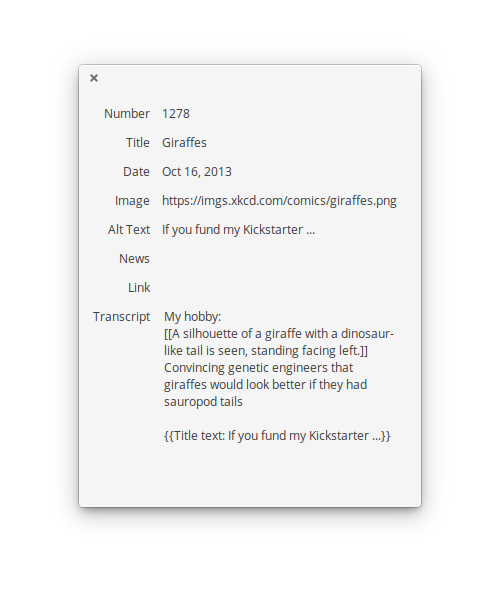 Number 1278
Title Giraffes
Date Oct 16, 2013
Image https://imgs.xkcd.com/comics/giraffes.png
Alt Text If you fund my Kickstarter ...
News
Link
Transcript My hobby:
[[A silhouette of a giraffe with a dinosaur-
like tail is seen, standing facing left.]]
Convincing genetic engineers that
giraffes would look better if they had
sauropod tails
{{Title text: If you fund my Kickstarter ...}}